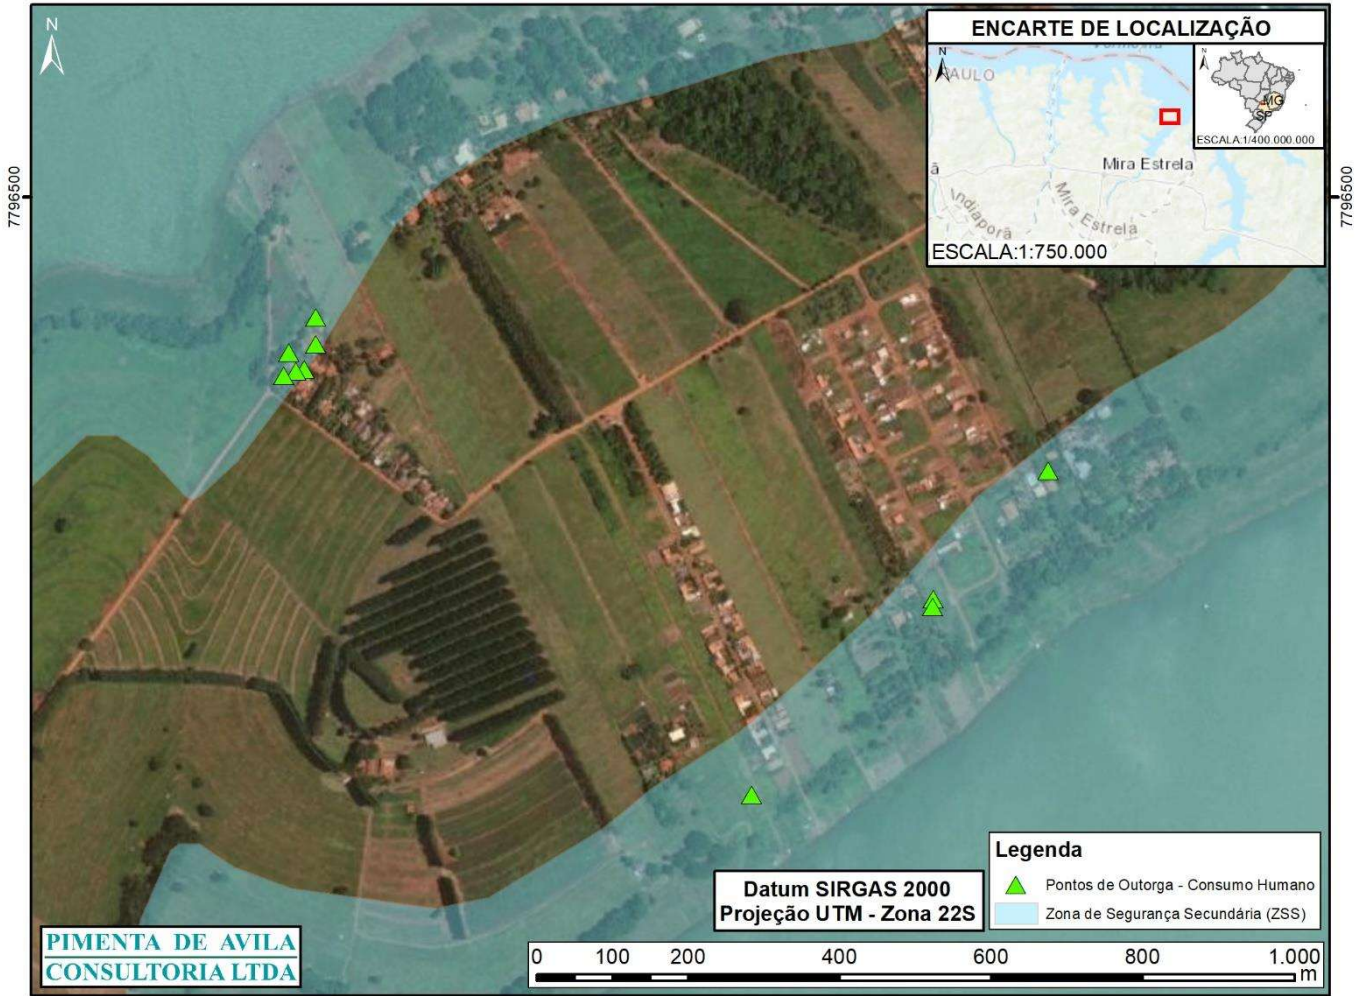 N
ENCARTE DE LOCALIZAÇÃO
N
PAULO
N
MG
SP
ESCALA:1/400.000.000
Mira Estrela
ã
Indiaporã
Mira Estrela
ESCALA:1:750.000
7796500
7796500
Datum SIRGAS 2000
Projeção UTM - Zona 22S
Legenda
Pontos de Outorga - Consumo Humano
Zona de Segurança Secundária (ZSS)
PIMENTA DE AVILA
CONSULTORIA LTDA
0 100 200 400 600 800 1.000
m